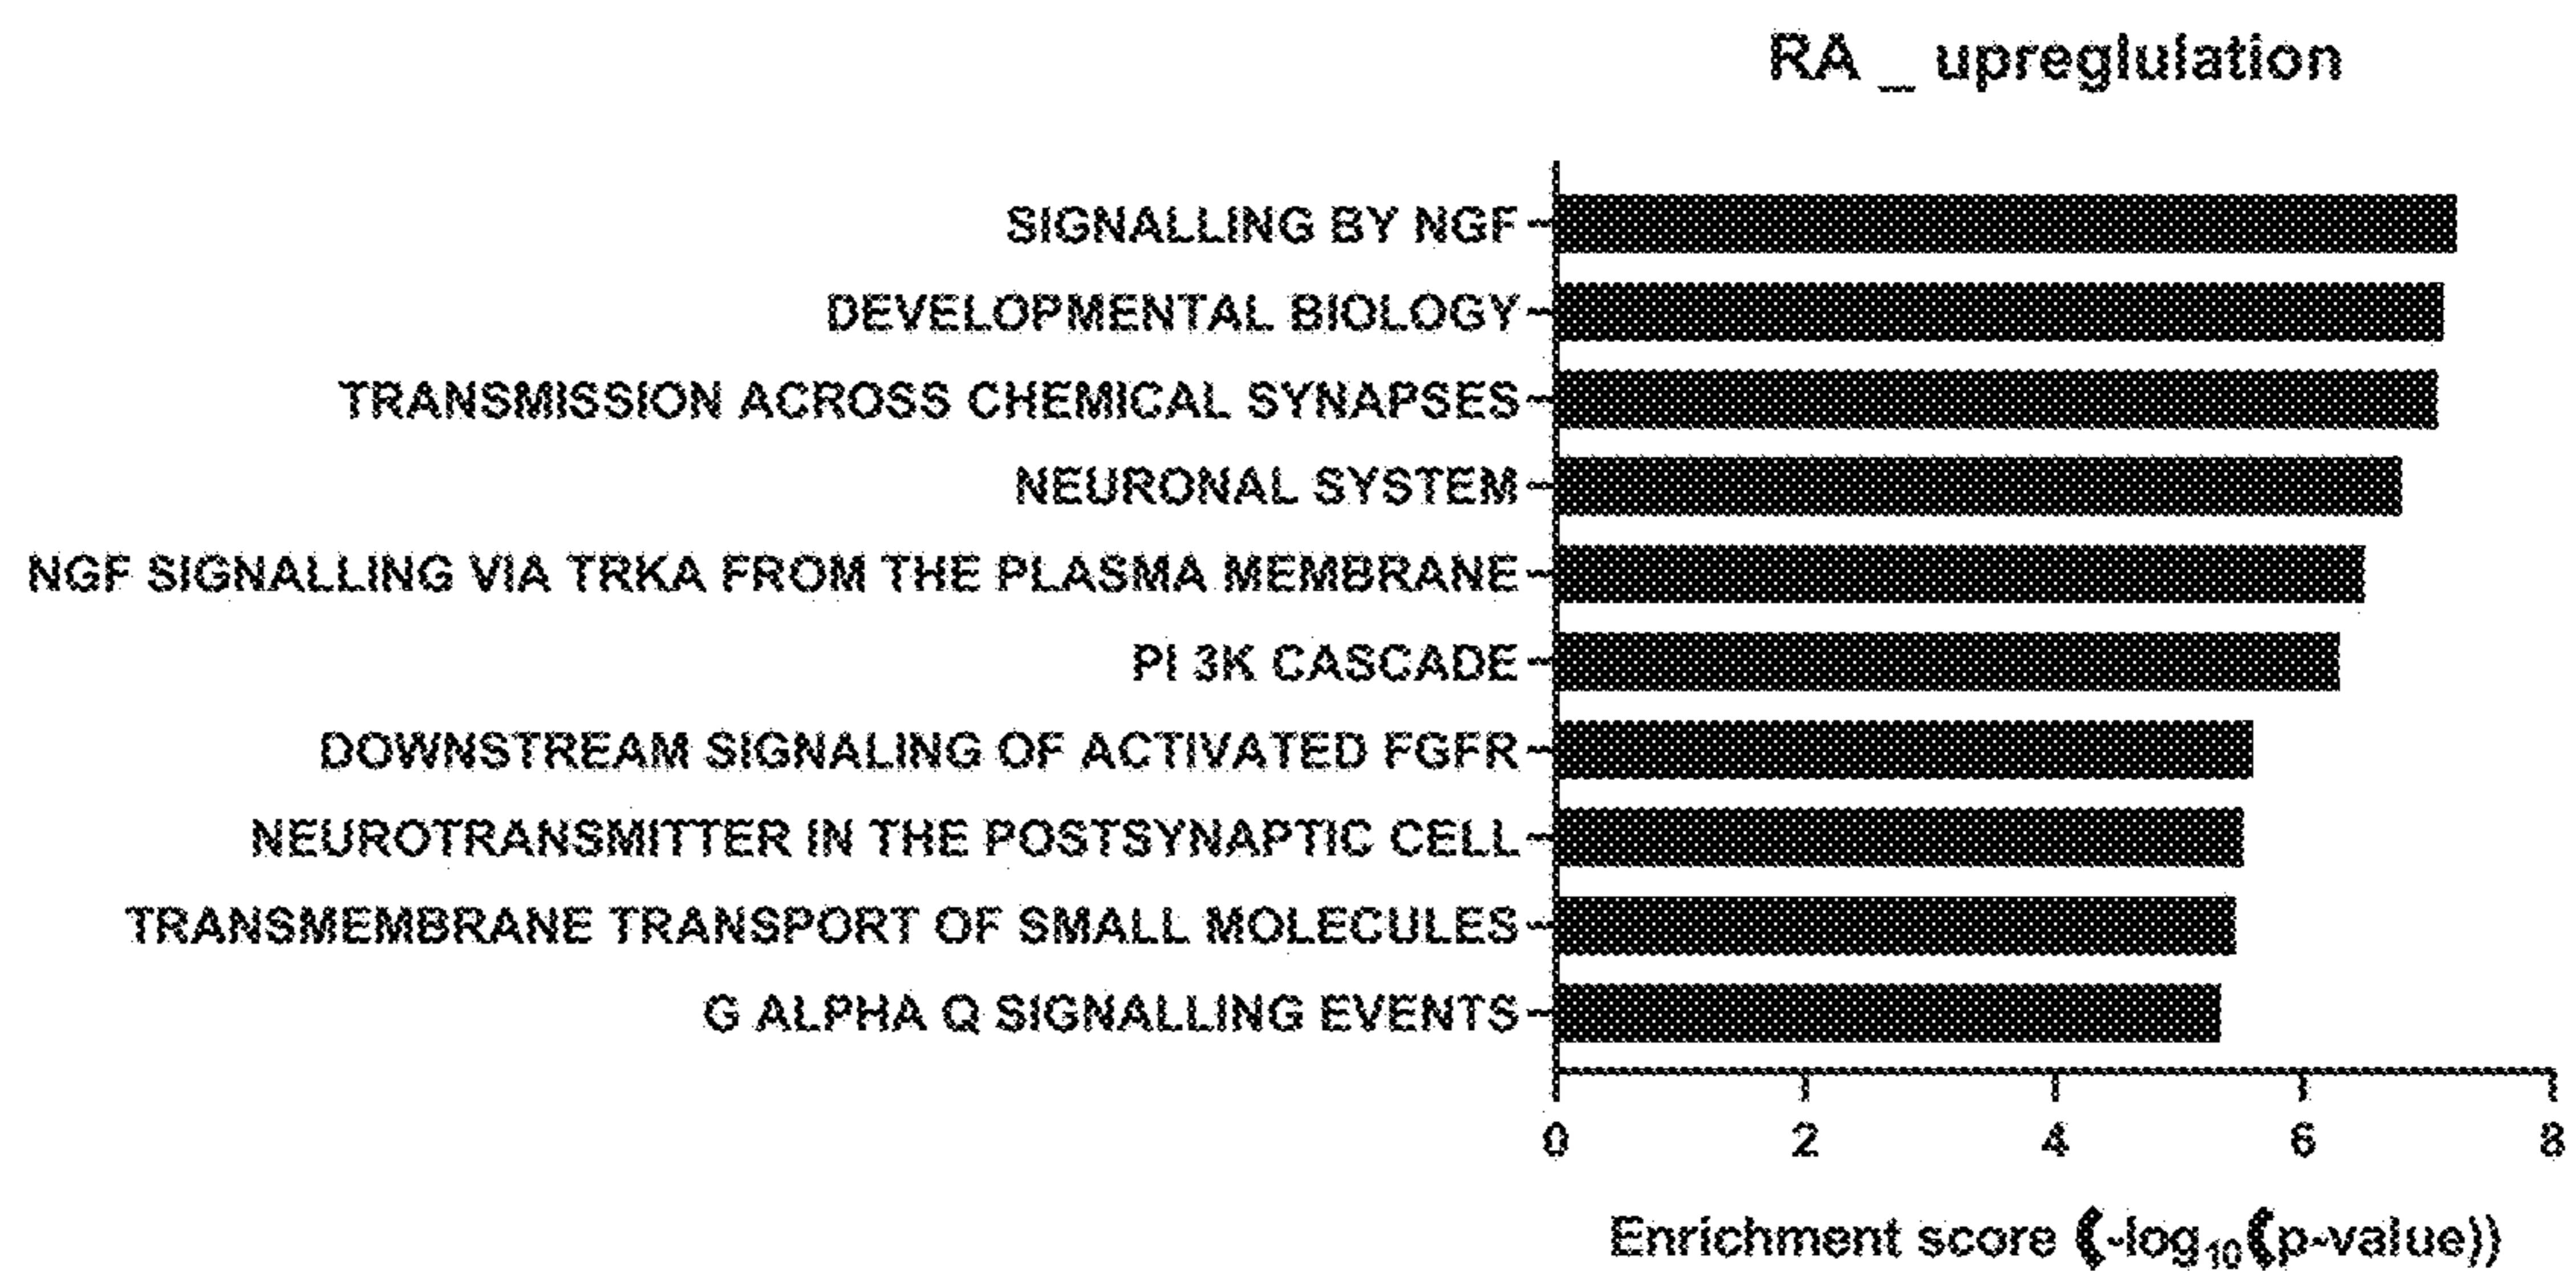 RA _ upreglulation
SIGNALLING BY NGF
DEVELOPMENTAL BIOLOGY
TRANSMISSION ACROSS CHEMICAL SYNAPSES
NEURONAL SYSTEM
NGF SIGNALLING VIA TRKA FROM THE PLASMA MEMBRANE
PI 3K CASCADE
DOWNSTREAM SIGNALING OF ACTIVATED FGFR
NEUROTRANSMITTER IN THE POSTSYNAPTIC CELL
TRANSMEMBRANE TRANSPORT OF SMALL MOLECULES
G ALPHA Q SIGNALLING EVENTS
0 2 4 6 8
Enrichment score (-log₁₀(p-value))